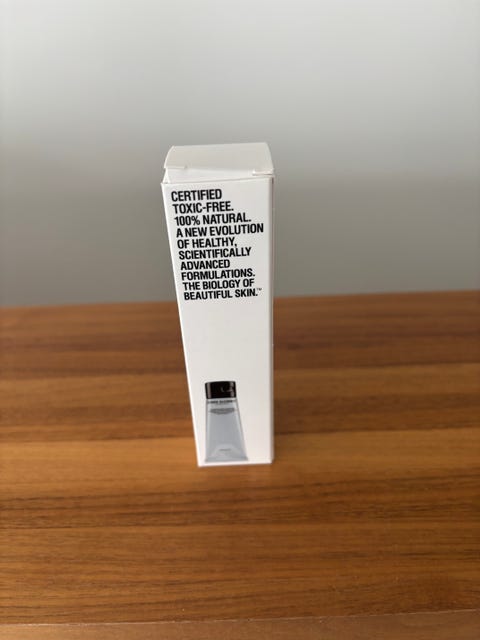 CERTIFIED
TOXIC-FREE.
100% NATURAL.
A NEW EVOLUTION
OF HEALTHY,
SCIENTIFICALLY
ADVANCED
FORMULATIONS.
THE BIOLOGY OF
BEAUTIFUL SKIN.™